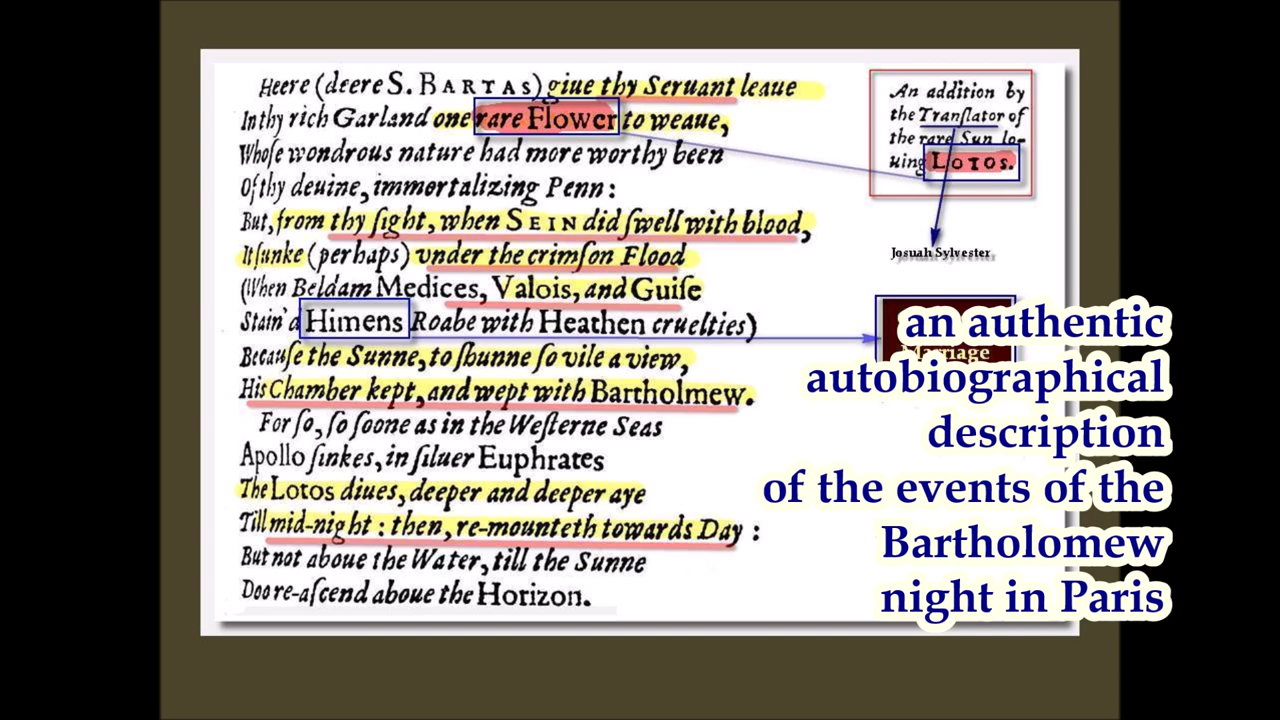 Heere (deere S. BARTAS) giue thy Seruant leaue
In thy rich Garland one rare Flower to weaue,
Whoſe wondrous nature had more worthy been
Of thy deuine, immortalizing Penn:
But, from thy ſight, when SEIN did ſwell with blood,
It ſunke (perhaps) vnder the crimſon Flood
(When Beldam Medices, Valois, and Guiſe
Stain'd Himens Roabe with Heathen cruelties)
Becauſe the Sunne, to ſhunne ſo vile a view,
His Chamber kept, and wept with Bartholmew.
For ſo, ſo ſoone as in the Weſterne Seas
Apollo ſinkes, in ſiluer Euphrates
The Lotos diues, deeper and deeper aye
Till mid-night: then, re-mounteth towards Day:
But not aboue the Water, till the Sunne
Doo re-aſcend aboue the Horizon.
An addition by
the Tranſlator of
the rare Sun lo-
uing LOTOS.
Josuah Sylvester
Marriage
an authentic
autobiographical
description
of the events of the
Bartholomew
night in Paris